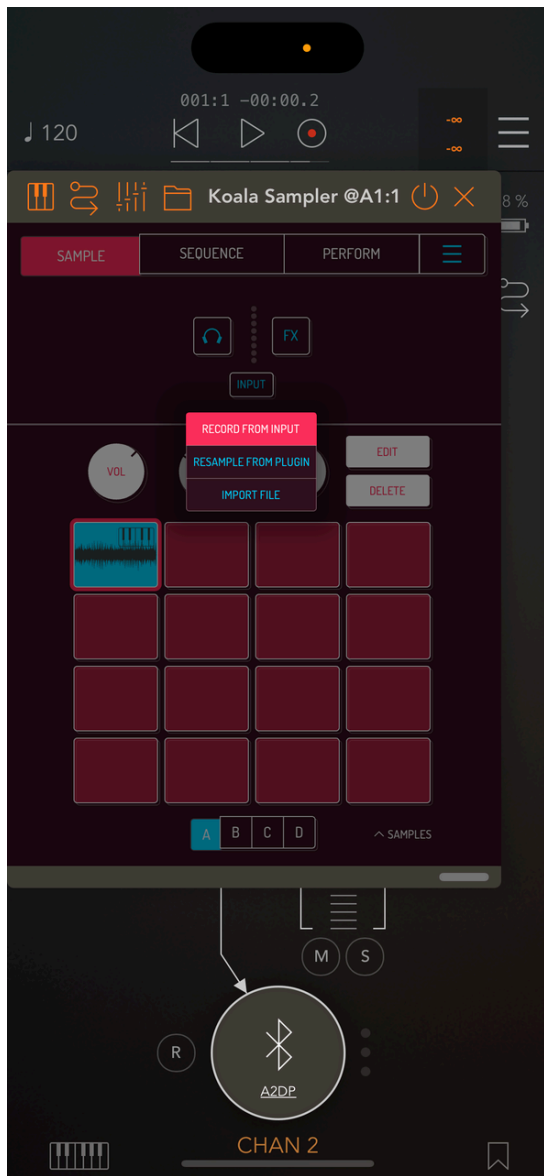 001:1 -00:00.2
120
-∞
-∞
Koala Sampler @A1:1
8 %
SAMPLE
SEQUENCE
PERFORM
FX
INPUT
RECORD FROM INPUT
RESAMPLE FROM PLUGIN
IMPORT FILE
VOL
EDIT
DELETE
A B C D
SAMPLES
M S
R
A2DP
CHAN 2